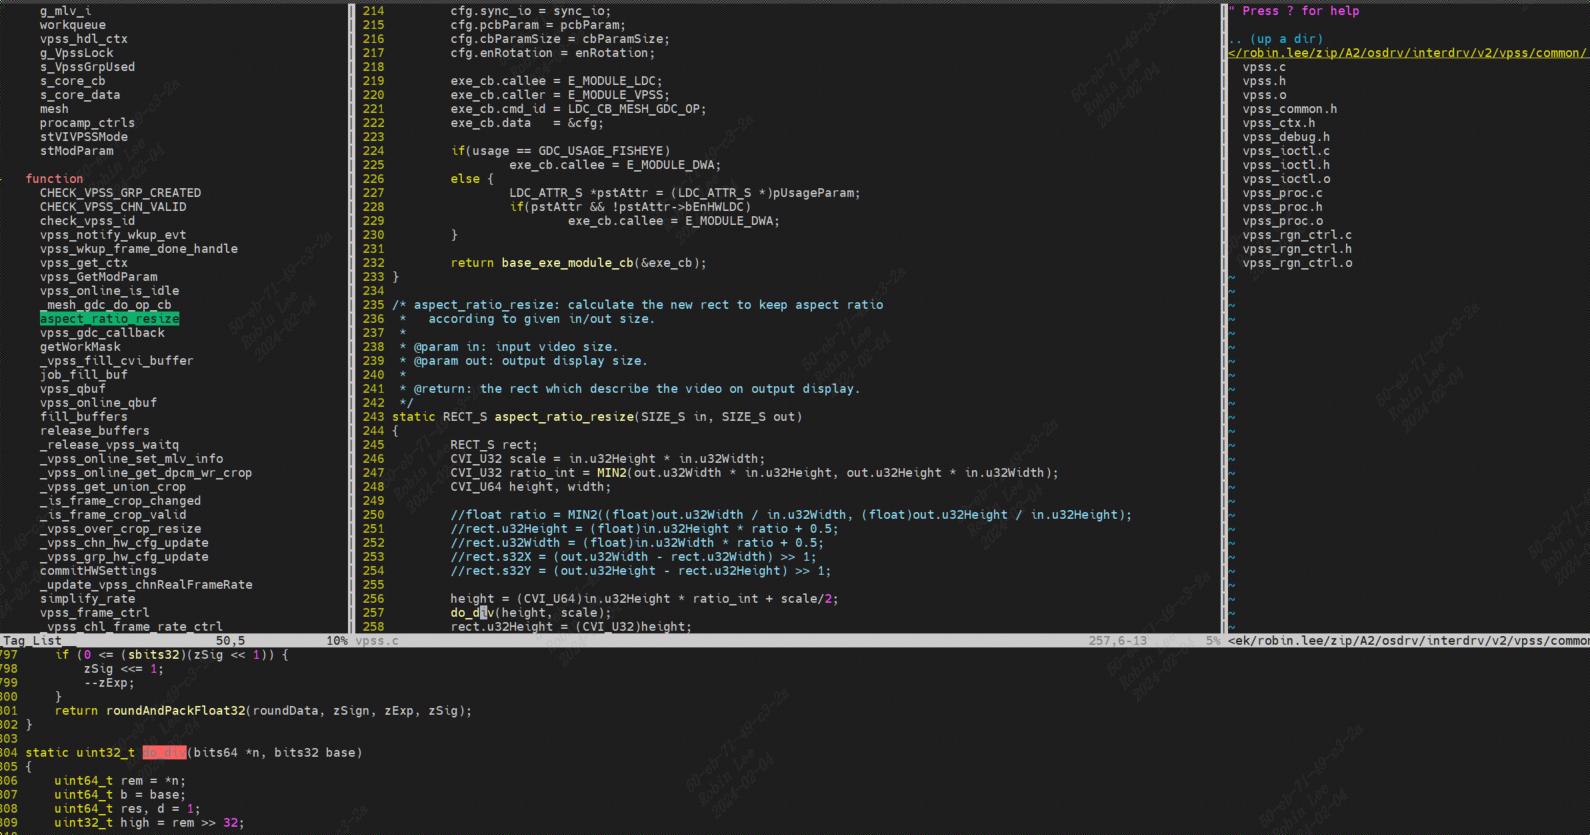 g_mlv_i
workqueue
vpss_hdl_ctx
g_VpssLock
s_VpssGrpUsed
s_core_cb
s_core_data
mesh
procamp_ctrls
stVIVPSSMode
stModParam
- function
CHECK_VPSS_GRP_CREATED
CHECK_VPSS_CHN_VALID
check_vpss_id
vpss_notify_wkup_evt
vpss_wkup_frame_done_handle
vpss_get_ctx
vpss_GetModParam
vpss_online_is_idle
_mesh_gdc_do_op_cb
aspect_ratio_resize
vpss_gdc_callback
getWorkMask
_vpss_fill_cvi_buffer
job_fill_buf
vpss_qbuf
vpss_online_qbuf
fill_buffers
release_buffers
_release_vpss_waitq
_vpss_online_set_mlv_info
_vpss_online_get_dpcm_wr_crop
_vpss_get_union_crop
_is_frame_crop_changed
_is_frame_crop_valid
_vpss_over_crop_resize
_vpss_chn_hw_cfg_update
_vpss_grp_hw_cfg_update
commitHWSettings
_update_vpss_chnRealFrameRate
simplify_rate
vpss_frame_ctrl
vpss_chl_frame_rate_ctrl
Tag_List_ 50,5 10%
214 cfg.sync_io = sync_io;
215 cfg.pcbParam = pcbParam;
216 cfg.cbParamSize = cbParamSize;
217 cfg.enRotation = enRotation;
218
219 exe_cb.callee = E_MODULE_LDC;
220 exe_cb.caller = E_MODULE_VPSS;
221 exe_cb.cmd_id = LDC_CB_MESH_GDC_OP;
222 exe_cb.data   = &cfg;
223
224 if(usage == GDC_USAGE_FISHEYE)
225 exe_cb.callee = E_MODULE_DWA;
226 else {
227 LDC_ATTR_S *pstAttr = (LDC_ATTR_S *)pUsageParam;
228 if(pstAttr && !pstAttr->bEnHWLDC)
229 exe_cb.callee = E_MODULE_DWA;
230 }
231
232 return base_exe_module_cb(&exe_cb);
233 }
234
235 /* aspect_ratio_resize: calculate the new rect to keep aspect ratio
236 *   according to given in/out size.
237 *
238 * @param in: input video size.
239 * @param out: output display size.
240 *
241 * @return: the rect which describe the video on output display.
242 */
243 static RECT_S aspect_ratio_resize(SIZE_S in, SIZE_S out)
244 {
245 RECT_S rect;
246 CVI_U32 scale = in.u32Height * in.u32Width;
247 CVI_U32 ratio_int = MIN2(out.u32Width * in.u32Height, out.u32Height * in.u32Width);
248 CVI_U64 height, width;
249
250 //float ratio = MIN2((float)out.u32Width / in.u32Width, (float)out.u32Height / in.u32Height);
251 //rect.u32Height = (float)in.u32Height * ratio + 0.5;
252 //rect.u32Width = (float)in.u32Width * ratio + 0.5;
253 //rect.s32X = (out.u32Width - rect.u32Width) >> 1;
254 //rect.s32Y = (out.u32Height - rect.u32Height) >> 1;
255
256 height = (CVI_U64)in.u32Height * ratio_int + scale/2;
257 do_div(height, scale);
258 rect.u32Height = (CVI_U32)height;
vpss.c 257,6-13 5%
" Press ? for help
.. (up a dir)
</robin.lee/zip/A2/osdrv/interdrv/v2/vpss/common/
vpss.c
vpss.h
vpss.o
vpss_common.h
vpss_ctx.h
vpss_debug.h
vpss_ioctl.c
vpss_ioctl.h
vpss_ioctl.o
vpss_proc.c
vpss_proc.h
vpss_proc.o
vpss_rgn_ctrl.c
vpss_rgn_ctrl.h
vpss_rgn_ctrl.o
<ek/robin.lee/zip/A2/osdrv/interdrv/v2/vpss/common
797 if (0 <= (sbits32)(zSig << 1)) {
798 zSig <<= 1;
799 --zExp;
800 }
801 return roundAndPackFloat32(roundData, zSign, zExp, zSig);
802 }
803
804 static uint32_t do_div(bits64 *n, bits32 base)
805 {
806 uint64_t rem = *n;
807 uint64_t b = base;
808 uint64_t res, d = 1;
809 uint32_t high = rem >> 32;
50-eb-71-49-c3-2a
Robin Lee
2024-02-04